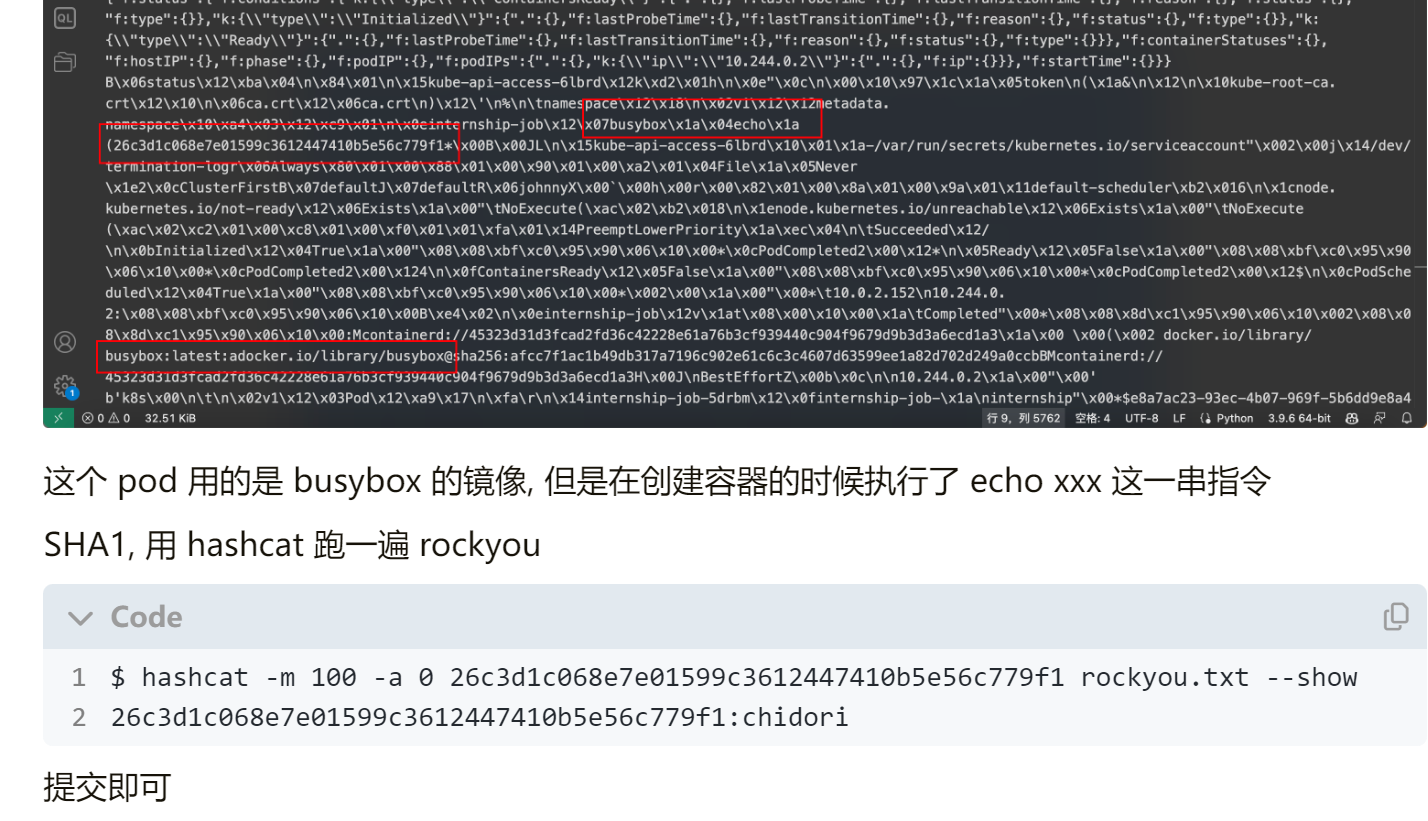 "f:type":{}},"k:{\\"type\\":\\"Initialized\\"}":{".":{},"f:lastProbeTime":{},"f:lastTransitionTime":{},"f:reason":{},"f:status":{},"f:type":{}},"k:
{\\"type\\":\\"Ready\\"}":{".":{},"f:lastProbeTime":{},"f:lastTransitionTime":{},"f:reason":{},"f:status":{},"f:type":{}}},"f:containerStatuses":{},
"f:hostIP":{},"f:phase":{},"f:podIP":{},"f:podIPs":{".":{},"k:{\\"ip\\":\\"10.244.0.2\\"}":{".":{},"f:ip":{}}},"f:startTime":{}}}
B\x06status\x12\xba\x04\n\x84\x01\n\x15kube-api-access-6lbrd\x12k\xd2\x01h\n\x0e"\x0c\n\x00\x10\x97\x1c\x1a\x05token\n(\x1a&\n\x12\n\x10kube-root-ca.
crt\x12\x10\n\x06ca.crt\x12\x06ca.crt\n)\x12\'\n%\n\tnamespace\x12\x18\n\x02v1\x12\x12metadata.
namespace\x10\xa4\x03\x12\xc9\x01\n\x0einternship-job\x12\x07busybox\x1a\x04echo\x1a
(26c3d1c068e7e01599c3612447410b5e56c779f1*\x00B\x00JL\n\x15kube-api-access-6lbrd\x10\x01\x1a-/var/run/secrets/kubernetes.io/serviceaccount"\x002\x00j\x14/dev/
termination-logr\x06Always\x80\x01\x00\x88\x01\x00\x90\x01\x00\xa2\x01\x04File\x1a\x05Never
\x1e2\x0cClusterFirstB\x07defaultJ\x07defaultR\x06johnnyX\x00`\x00h\x00r\x00\x82\x01\x00\x8a\x01\x00\x9a\x01\x11default-scheduler\xb2\x016\n\x1cnode.
kubernetes.io/not-ready\x12\x06Exists\x1a\x00"\tNoExecute(\xac\x02\xb2\x018\n\x1enode.kubernetes.io/unreachable\x12\x06Exists\x1a\x00"\tNoExecute
(\xac\x02\xc2\x01\x00\xc8\x01\x00\xf0\x01\x01\xfa\x01\x14PreemptLowerPriority\x1a\xec\x04\n\tSucceeded\x12/
\n\x0bInitialized\x12\x04True\x1a\x00"\x08\x08\xbf\xc0\x95\x90\x06\x10\x00*\x0cPodCompleted2\x00\x12*\n\x05Ready\x12\x05False\x1a\x00"\x08\x08\xbf\xc0\x95\x90
\x06\x10\x00*\x0cPodCompleted2\x00\x124\n\x0fContainersReady\x12\x05False\x1a\x00"\x08\x08\xbf\xc0\x95\x90\x06\x10\x00*\x0cPodCompleted2\x00\x12$\n\x0cPodSche
duled\x12\x04True\x1a\x00"\x08\x08\xbf\xc0\x95\x90\x06\x10\x00*\x002\x00\x1a\x00"\x00*\t10.0.2.152\n10.244.0.
2:\x08\x08\xbf\xc0\x95\x90\x06\x10\x00B\xe4\x02\n\x0einternship-job\x12v\x1at\x08\x00\x10\x00\x1a\tCompleted"\x00*\x08\x08\x8d\xc1\x95\x90\x06\x10\x002\x08\x0
8\x8d\xc1\x95\x90\x06\x10\x00:Mcontainerd://45323d31d3fcad2fd36c42228e61a76b3cf939440c904f9679d9b3d3a6ecd1a3\x1a\x00 \x00(\x002 docker.io/library/
busybox:latest:adocker.io/library/busybox@sha256:afcc7f1ac1b49db317a7196c902e61c6c3c4607d63599ee1a82d702d249a0ccbBMcontainerd://
45323d31d3fcad2fd36c42228e61a76b3cf939440c904f9679d9b3d3a6ecd1a3H\x00J\nBestEffortZ\x00b\x0c\n\n10.244.0.2\x1a\x00"\x00'
b'k8s\x00\n\t\n\x02v1\x12\x03Pod\x12\xa9\x17\n\xfa\r\n\x14internship-job-5drbm\x12\x0finternship-job-\x1a\ninternship"\x00*$e8a7ac23-93ec-4b07-969f-5b6dd9e8a4
QL
1
0 0 32.51 KiB 行 9, 列 5762 空格: 4 UTF-8 LF Python 3.9.6 64-bit
这个 pod 用的是 busybox 的镜像, 但是在创建容器的时候执行了 echo xxx 这一串指令
SHA1, 用 hashcat 跑一遍 rockyou
Code
1 $ hashcat -m 100 -a 0 26c3d1c068e7e01599c3612447410b5e56c779f1 rockyou.txt --show
2 26c3d1c068e7e01599c3612447410b5e56c779f1:chidori
提交即可